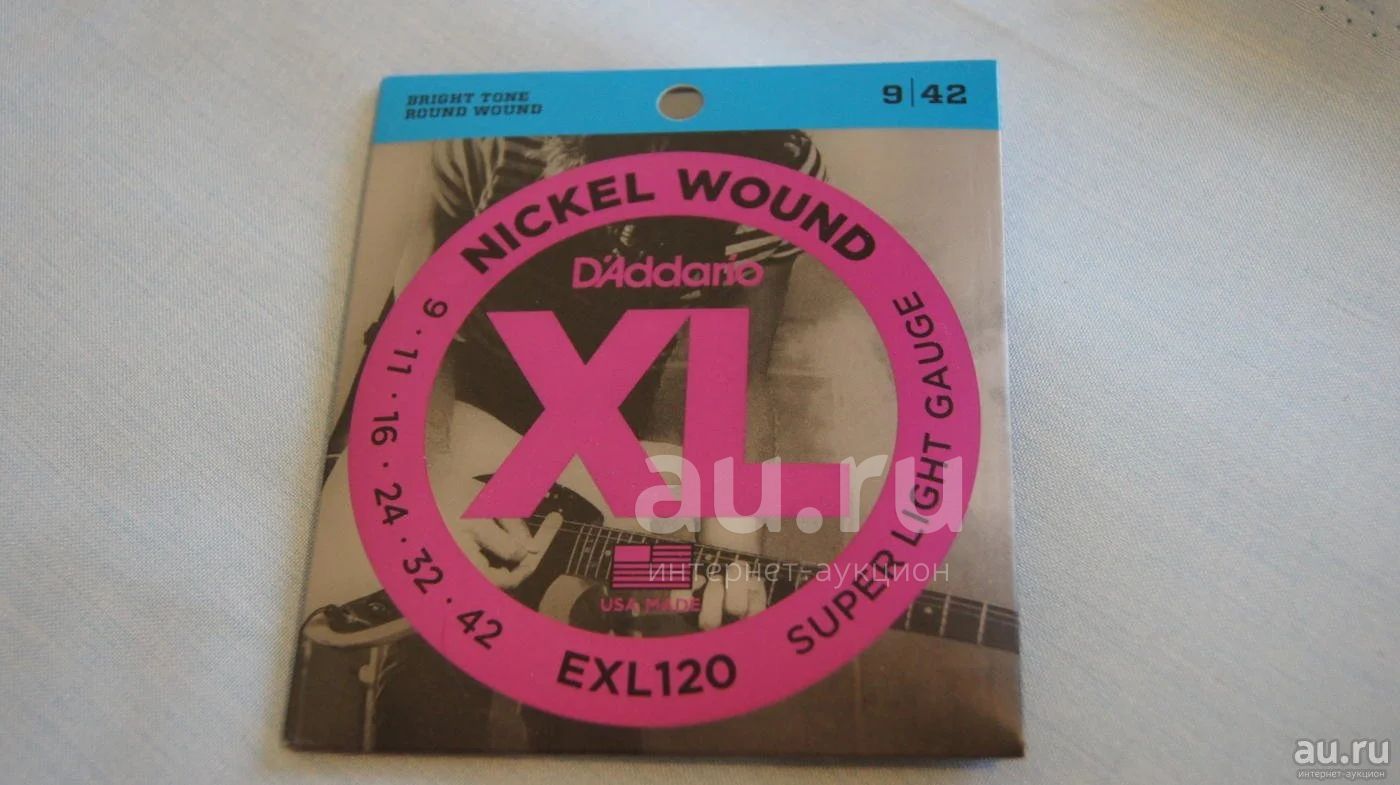 BRIGHT TONE
ROUND WOUND
9|42
NICKEL WOUND
D'Addario
XL
9 · 11 · 16 · 24 · 32 · 42
SUPER LIGHT GAUGE
USA MADE
EXL120
au.ru
интернет-аукцион
au.ru
интернет-аукцион